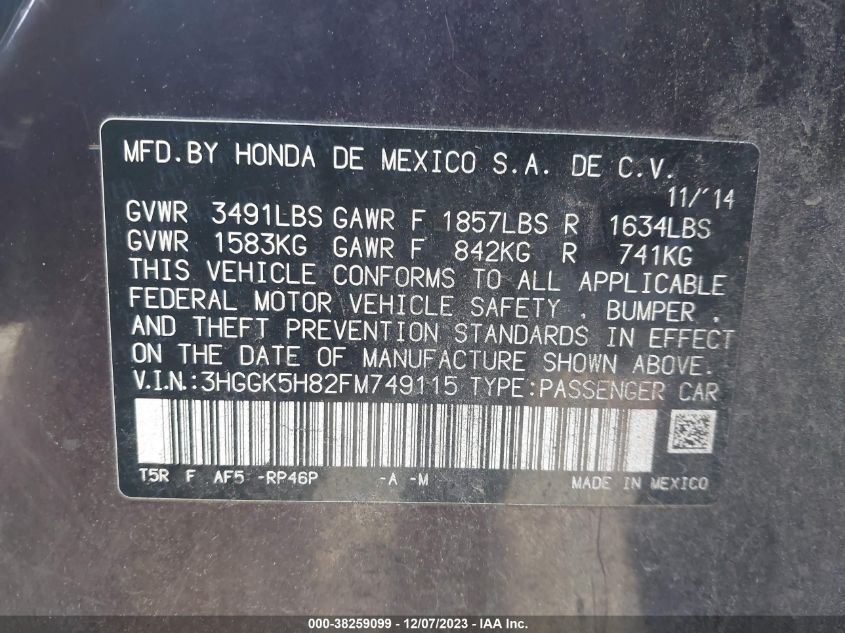 MFD.BY HONDA DE MEXICO S.A. DE C.V.
11/'14
GVWR 3491LBS GAWR F 1857LBS R 1634LBS
GVWR 1583KG GAWR F 842KG R 741KG
THIS VEHICLE CONFORMS TO ALL APPLICABLE
FEDERAL MOTOR VEHICLE SAFETY , BUMPER ,
AND THEFT PREVENTION STANDARDS IN EFFECT
ON THE DATE OF MANUFACTURE SHOWN ABOVE.
V.I.N.:3HGGK5H82FM749115 TYPE:PASSENGER CAR
T5R F AF5 -RP46P -A -M MADE IN MEXICO
000-38259099 - 12/07/2023 - IAA Inc.